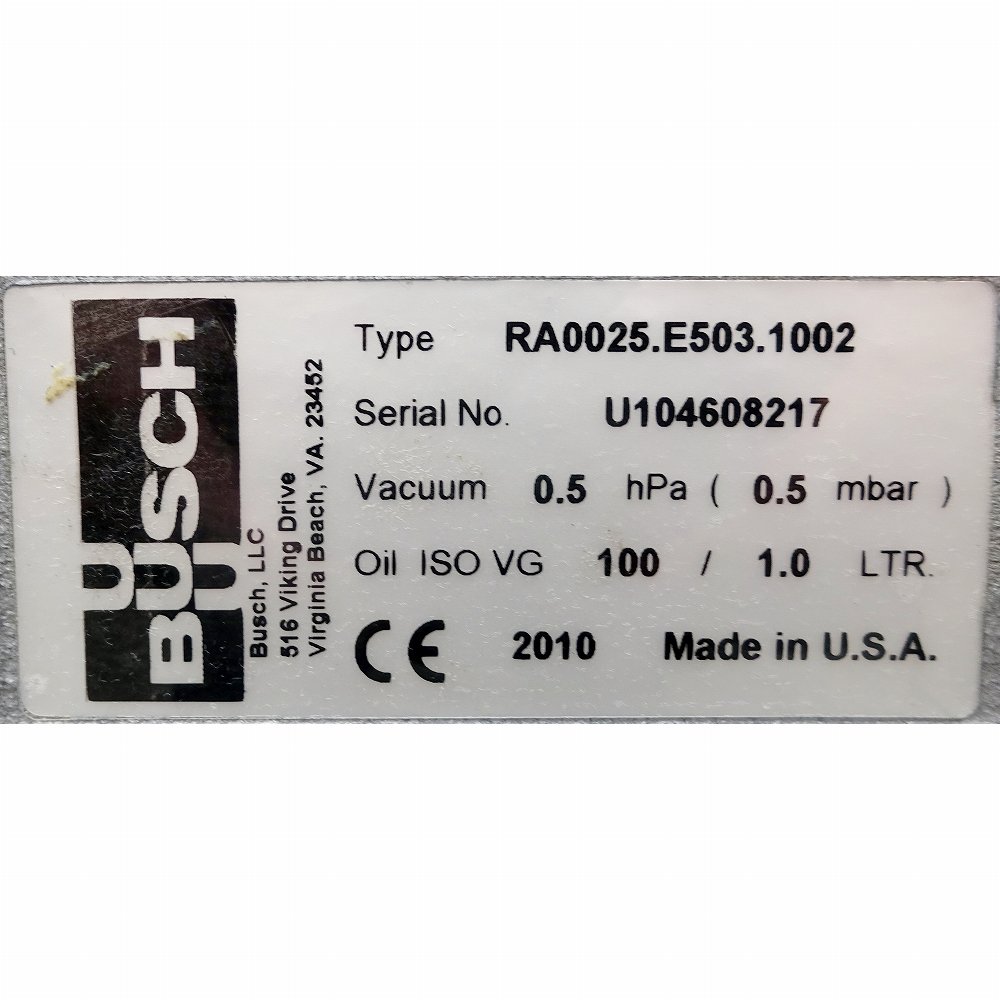 BUSCH
Busch, LLC
516 Viking Drive
Virginia Beach, VA. 23452
Type RA0025.E503.1002
Serial No. U104608217
Vacuum 0.5 hPa ( 0.5 mbar )
Oil ISO VG 100 / 1.0 LTR.
CE 2010 Made in U.S.A.